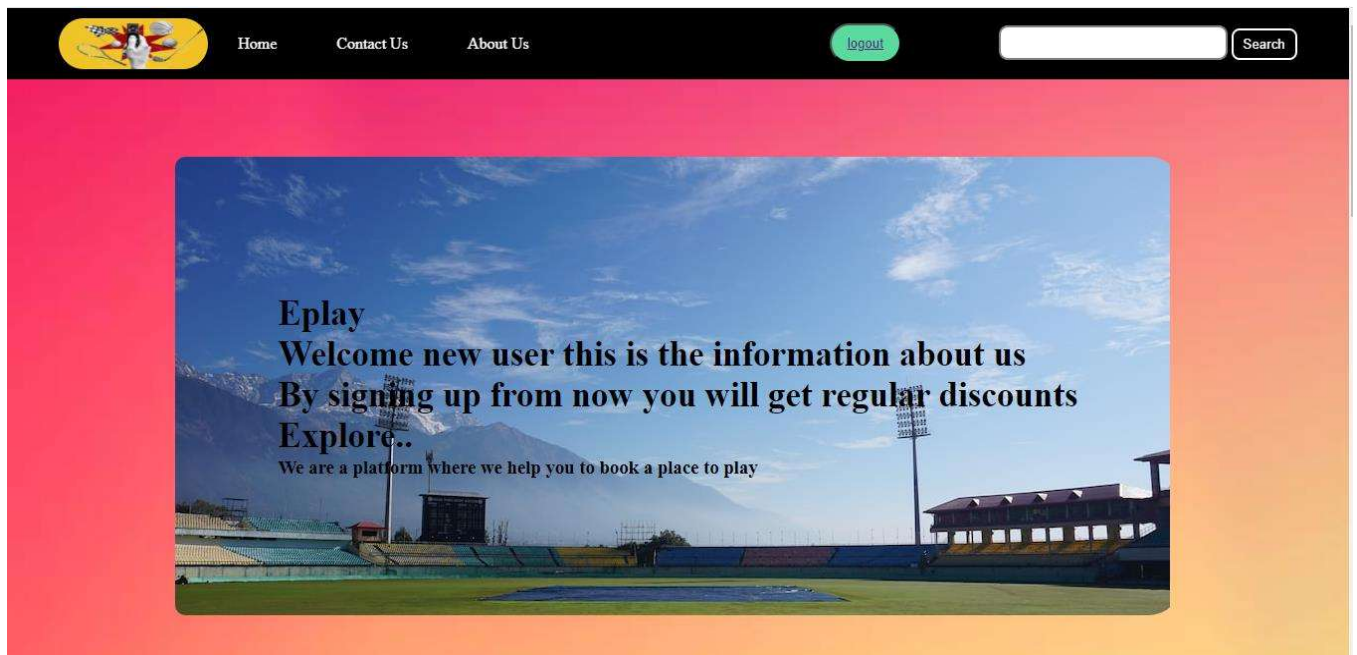 Home
Contact Us
About Us
logout
Search
Eplay
Welcome new user this is the information about us
By signing up from now you will get regular discounts
Explore..
We are a platform where we help you to book a place to play